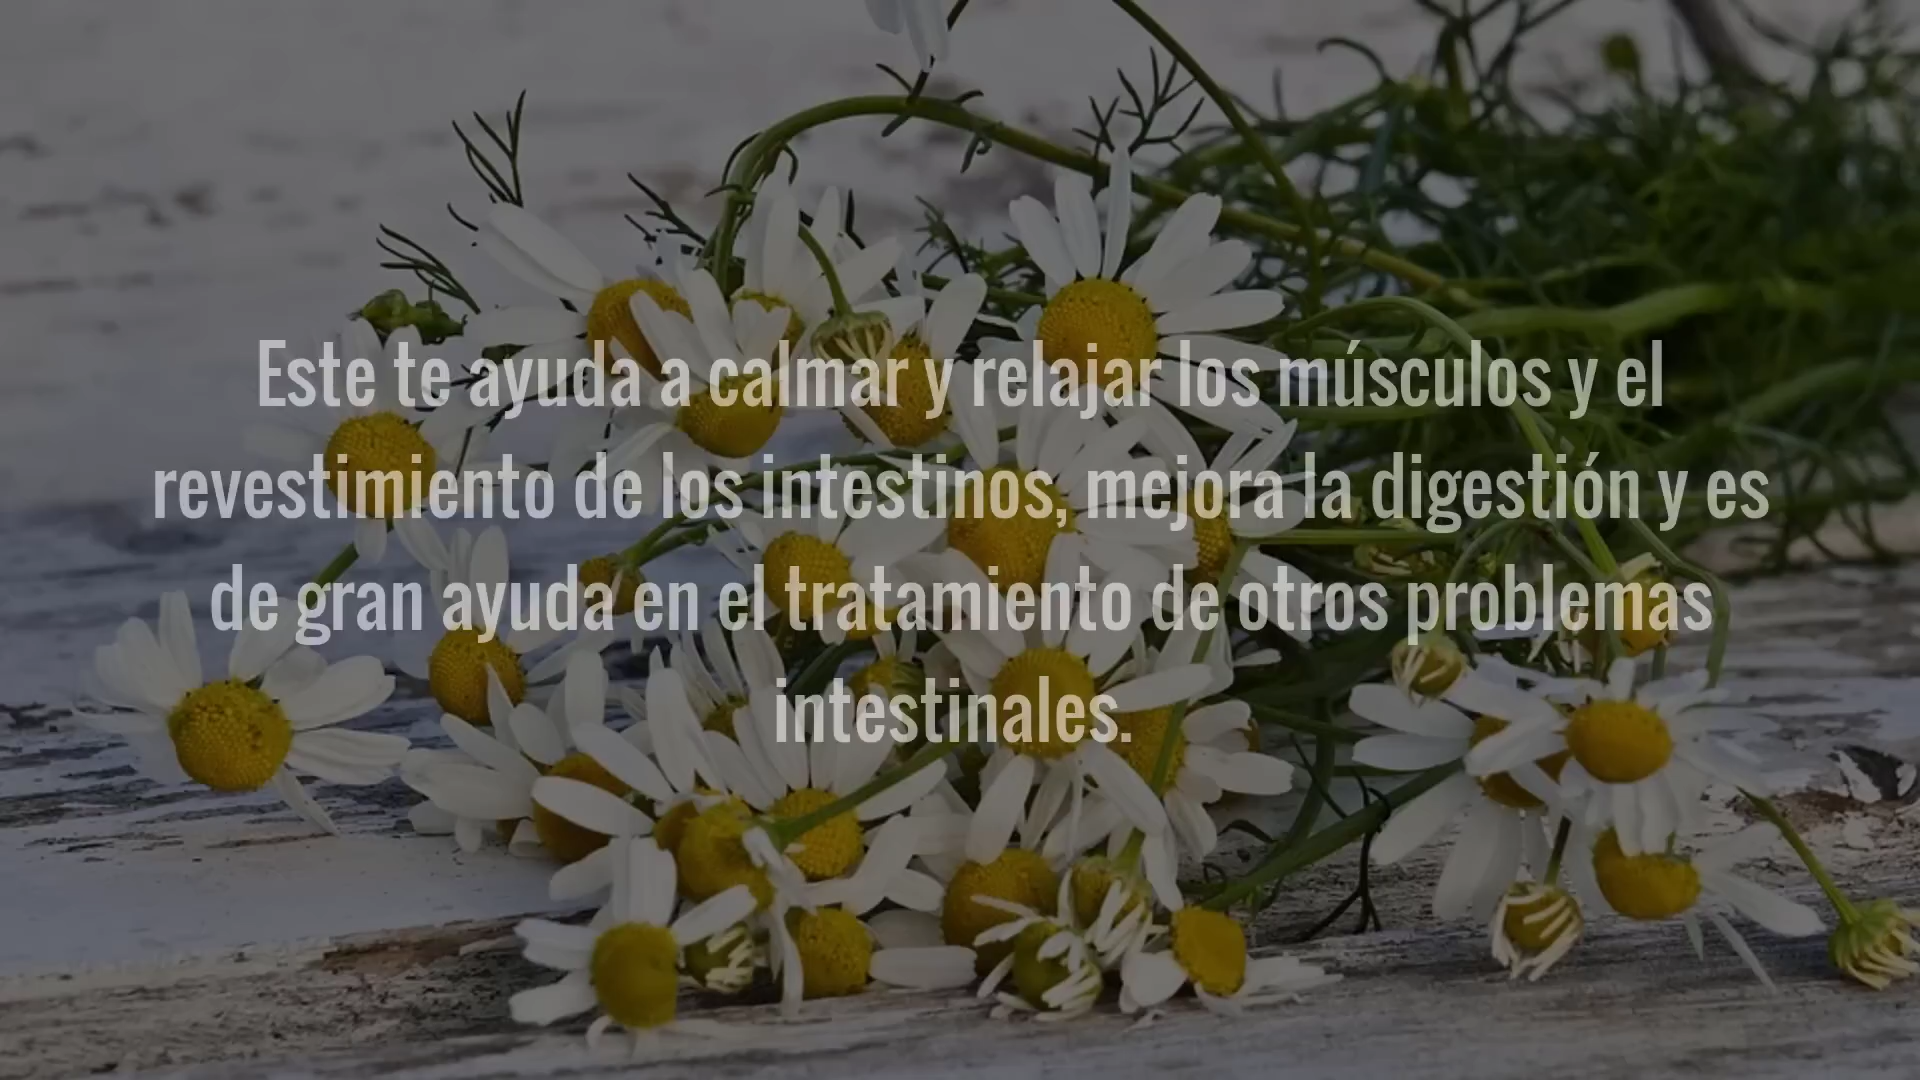 Este te ayuda a calmar y relajar los músculos y el
revestimiento de los intestinos, mejora la digestión y es
de gran ayuda en el tratamiento de otros problemas
intestinales.